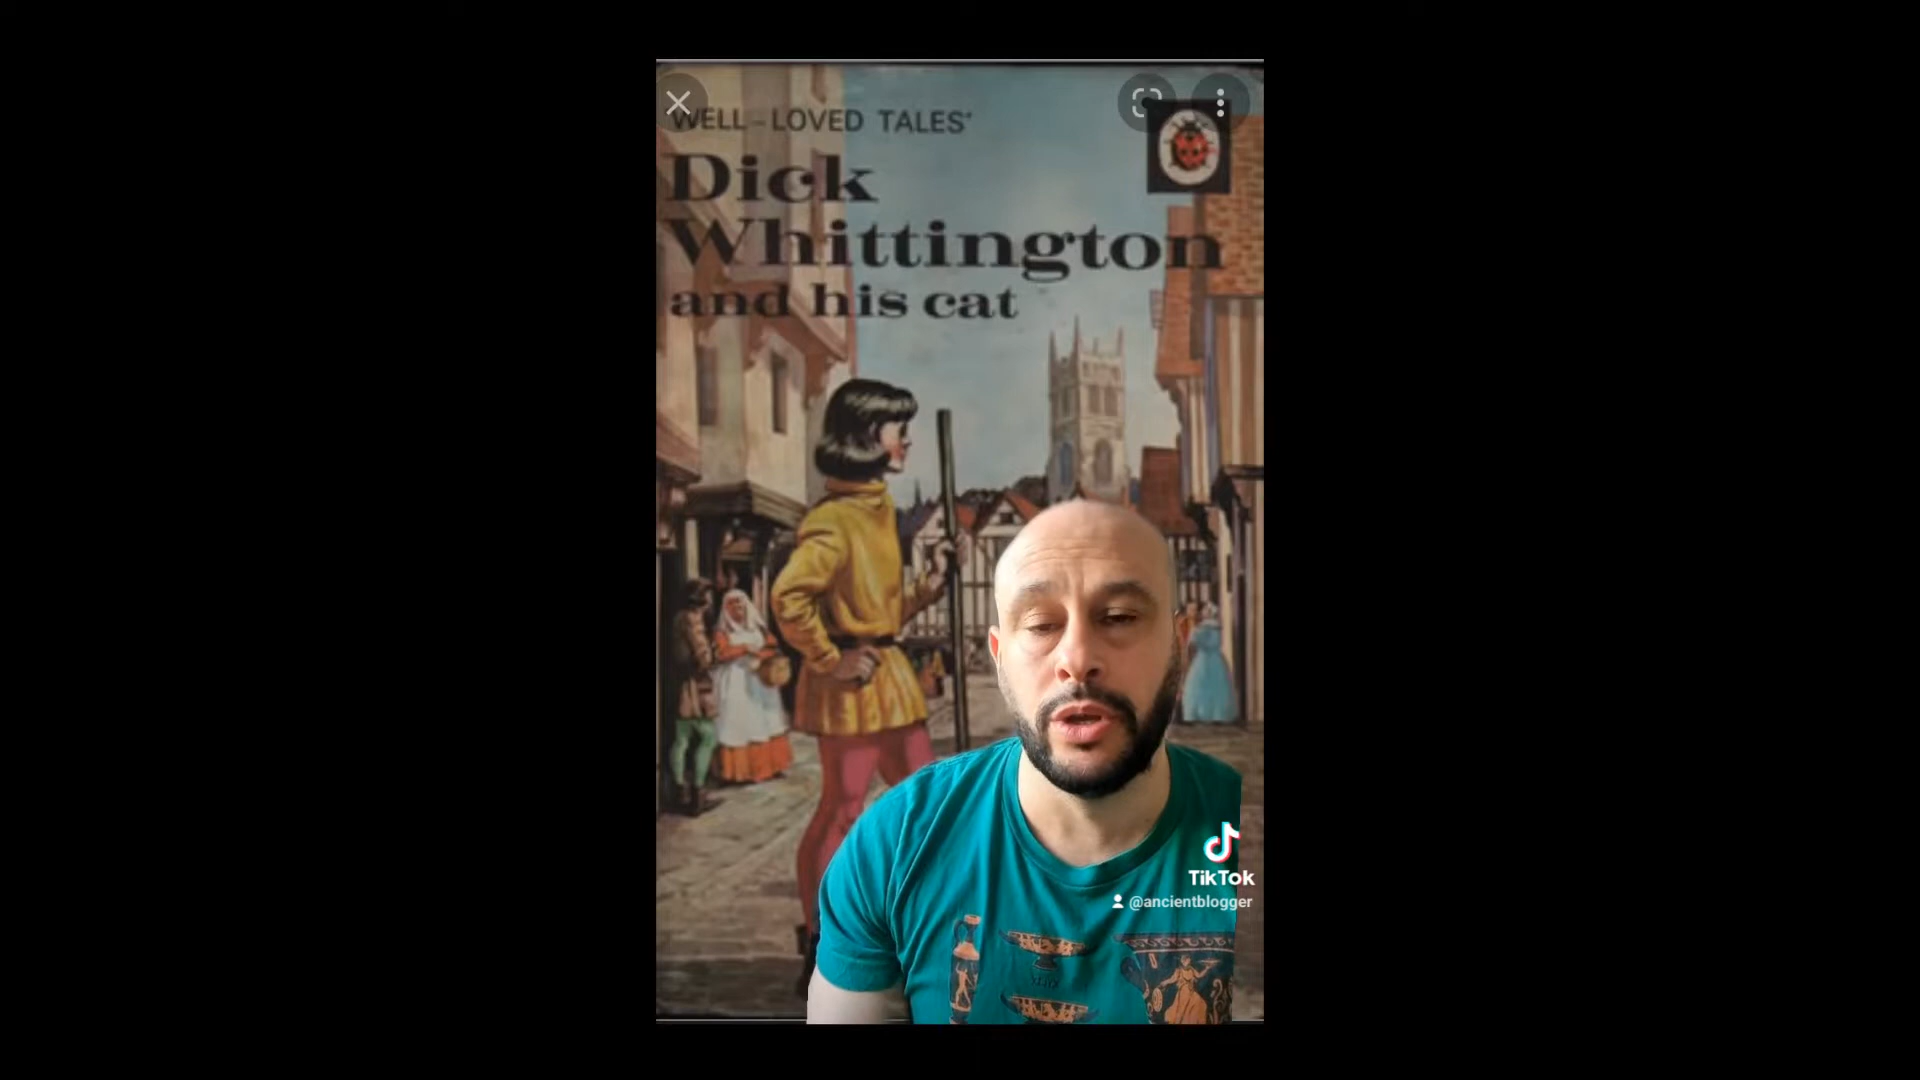 WELL-LOVED TALES'
Dick
Whittington
and his cat
TikTok
@ancientblogger